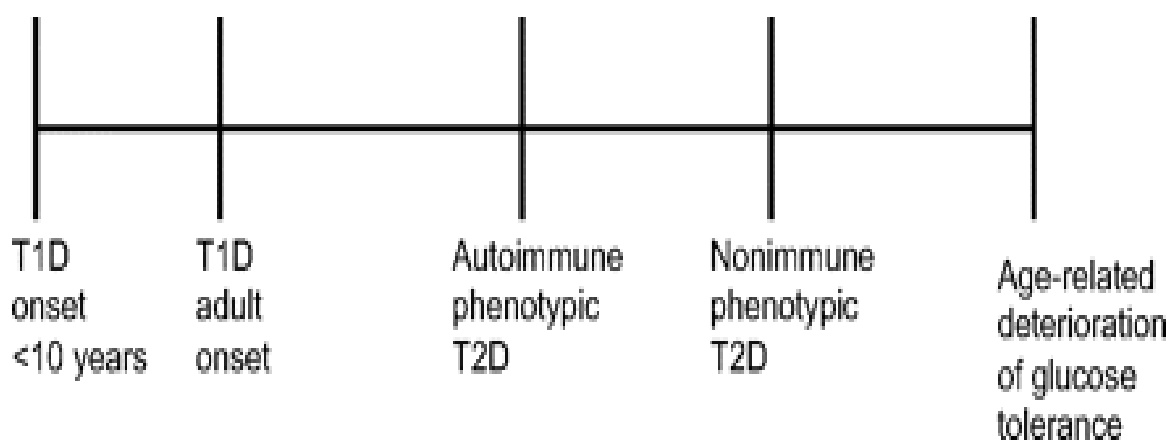 T1D
onset
<10 years
T1D
adult
onset
Autoimmune
phenotypic
T2D
Nonimmune
phenotypic
T2D
Age-related
deterioration
of glucose
tolerance